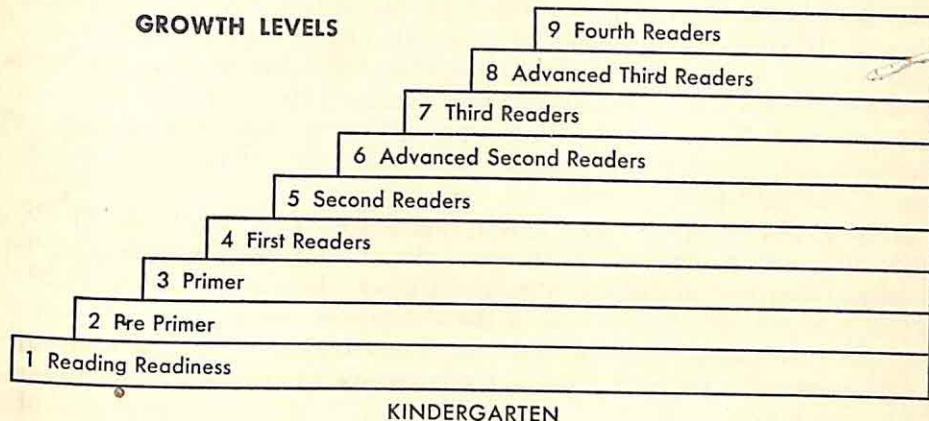 GROWTH LEVELS
9 Fourth Readers
8 Advanced Third Readers
7 Third Readers
6 Advanced Second Readers
5 Second Readers
4 First Readers
3 Primer
2 Pre Primer
1 Reading Readiness
KINDERGARTEN